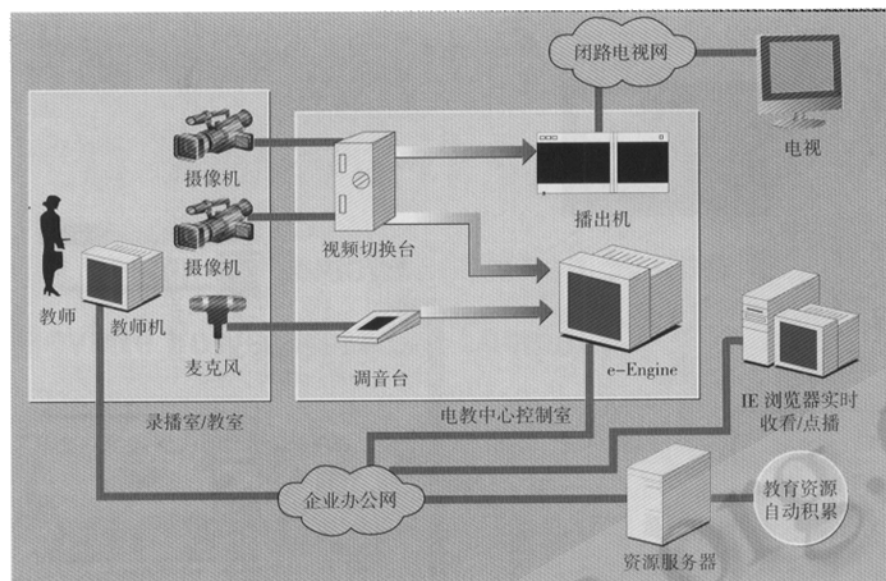 闭路电视网
电视
摄像机
播出机
视频切换台
摄像机
教师
教师机
麦克风
调音台
e-Engine
IE 浏览器实时
收看/点播
录播室/教室
电教中心控制室
企业办公网
教育资源
自动积累
资源服务器